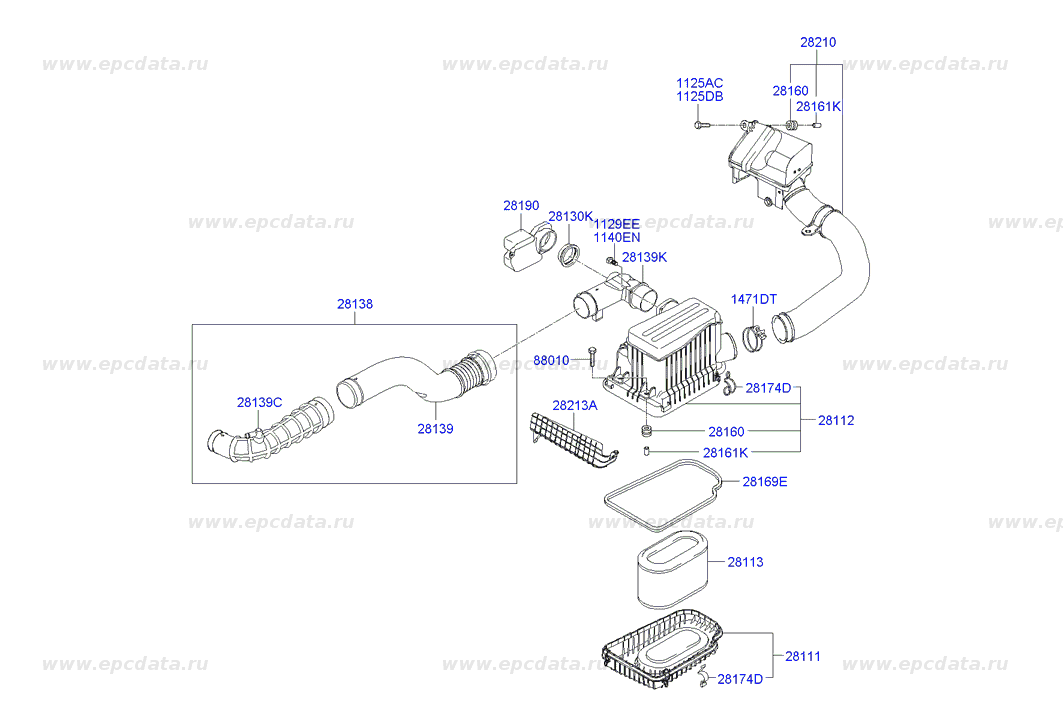 28210
www.epcdata.ru
www.epcdata.ru
www.epcdata.ru
1125AC
1125DB
28160
28161K
28190
28130K
1129EE
1140EN
www.epcdata.ru
www.epcdata.ru
www.epcdata.ru
28139K
28138
1471DT
88010
www.epcdata.ru
www.epcdata.ru
www.epcdata.ru
28174D
28139C
28213A
28112
28139
28160
28161K
28169E
www.epcdata.ru
www.epcdata.ru
www.epcdata.ru
28113
28111
www.epcdata.ru
www.epcdata.ru
www.epcdata.ru
28174D